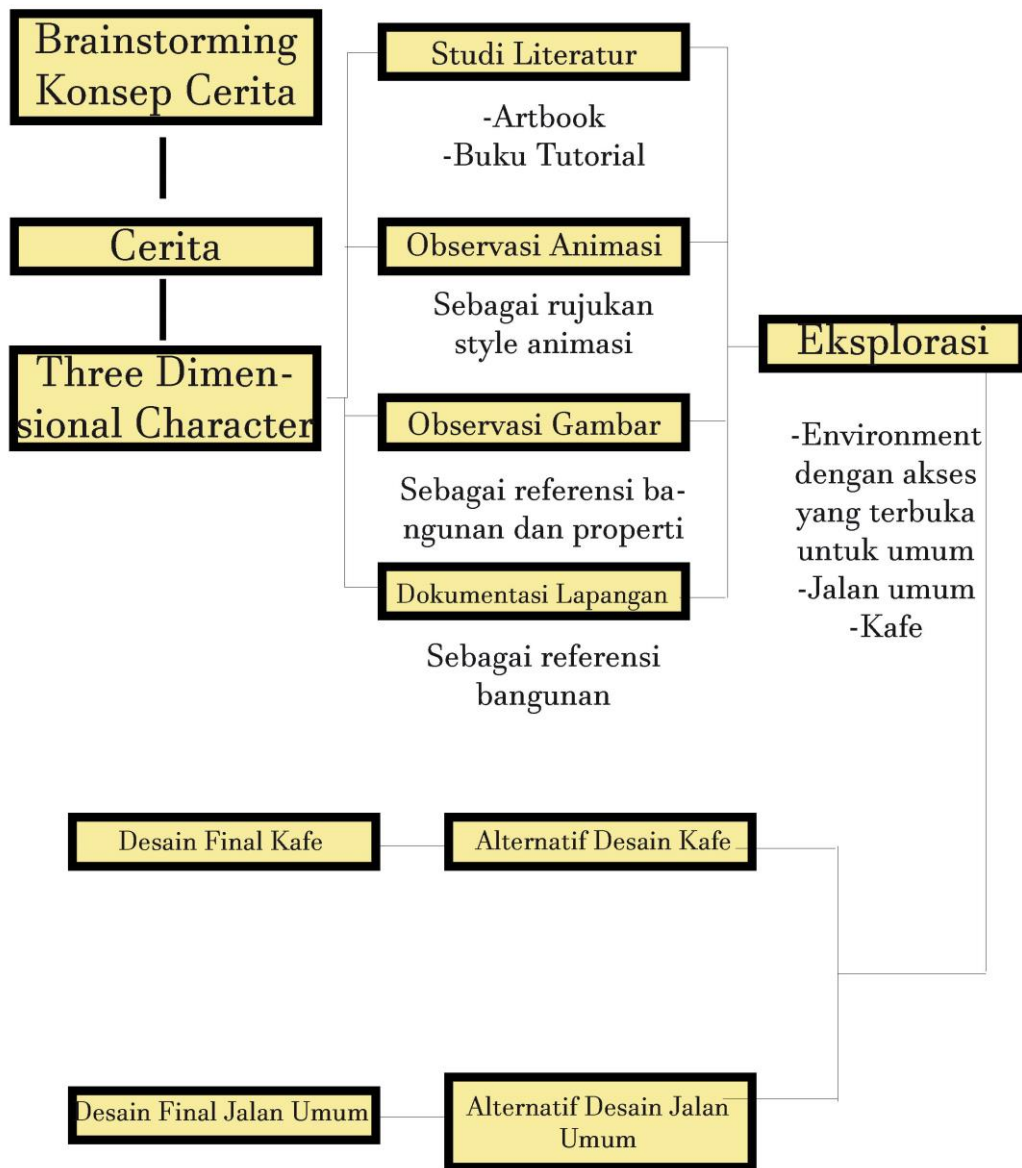 Brainstorming
Konsep Cerita
Cerita
Three Dimen-
sional Character
Studi Literatur
-Artbook
-Buku Tutorial
Observasi Animasi
Sebagai rujukan
style animasi
Observasi Gambar
Sebagai referensi ba-
ngunan dan properti
Dokumentasi Lapangan
Sebagai referensi
bangunan
Eksplorasi
-Environment
dengan akses
yang terbuka
untuk umum
-Jalan umum
-Kafe
Desain Final Kafe
Alternatif Desain Kafe
Desain Final Jalan Umum
Alternatif Desain Jalan
Umum